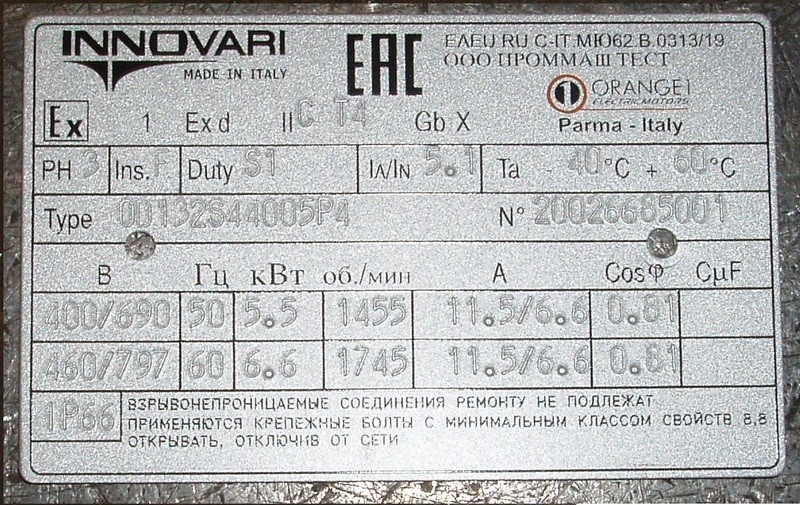 INNOVARI
MADE IN ITALY
EAC
ЕАЕU RU C-IT.МЮ62.В.0313/19
ООО ПРОММАШ ТЕСТ
ORANGE1
ELECTRIC MOTORS
Parma - Italy
Ex 1 Ex d IIC T4 Gb X
PH 3 Ins. F Duty S1 IA/IN 5.1 Ta - 40°C + 60°C
Type OD132S44005P4 N° 20026685001
В Гц кВт об./мин А Cosφ CμF
400/690 50 5.5 1455 11.5/6.6 0.81
460/797 60 6.6 1745 11.5/6.6 0.81
IP66
ВЗРЫВОНЕПРОНИЦАЕМЫЕ СОЕДИНЕНИЯ РЕМОНТУ НЕ ПОДЛЕЖАТ
ПРИМЕНЯЮТСЯ КРЕПЕЖНЫЕ БОЛТЫ С МИНИМАЛЬНЫМ КЛАССОМ СВОЙСТВ 8,8
ОТКРЫВАТЬ, ОТКЛЮЧИВ ОТ СЕТИ